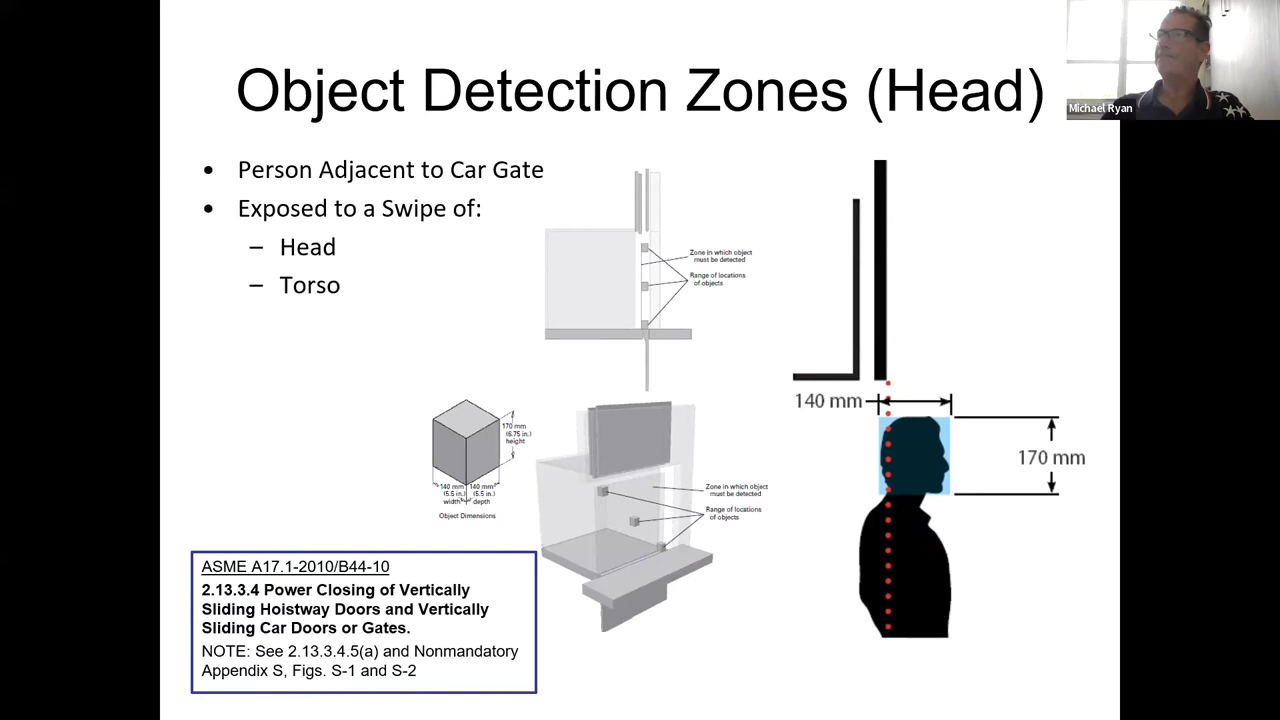 Object Detection Zones (Head)
Michael Ryan
• Person Adjacent to Car Gate
• Exposed to a Swipe of:
– Head
– Torso
Zone in which object
must be detected
Range of locations
of objects
170 mm
(6.75 in.)
height
140 mm
(5.5 in.)
width
140 mm
(5.5 in.)
depth
Object Dimensions
Zone in which object
must be detected
Range of locations
of objects
140 mm
170 mm
ASME A17.1-2010/B44-10
2.13.3.4 Power Closing of Vertically
Sliding Hoistway Doors and Vertically
Sliding Car Doors or Gates.
NOTE: See 2.13.3.4.5(a) and Nonmandatory
Appendix S, Figs. S-1 and S-2